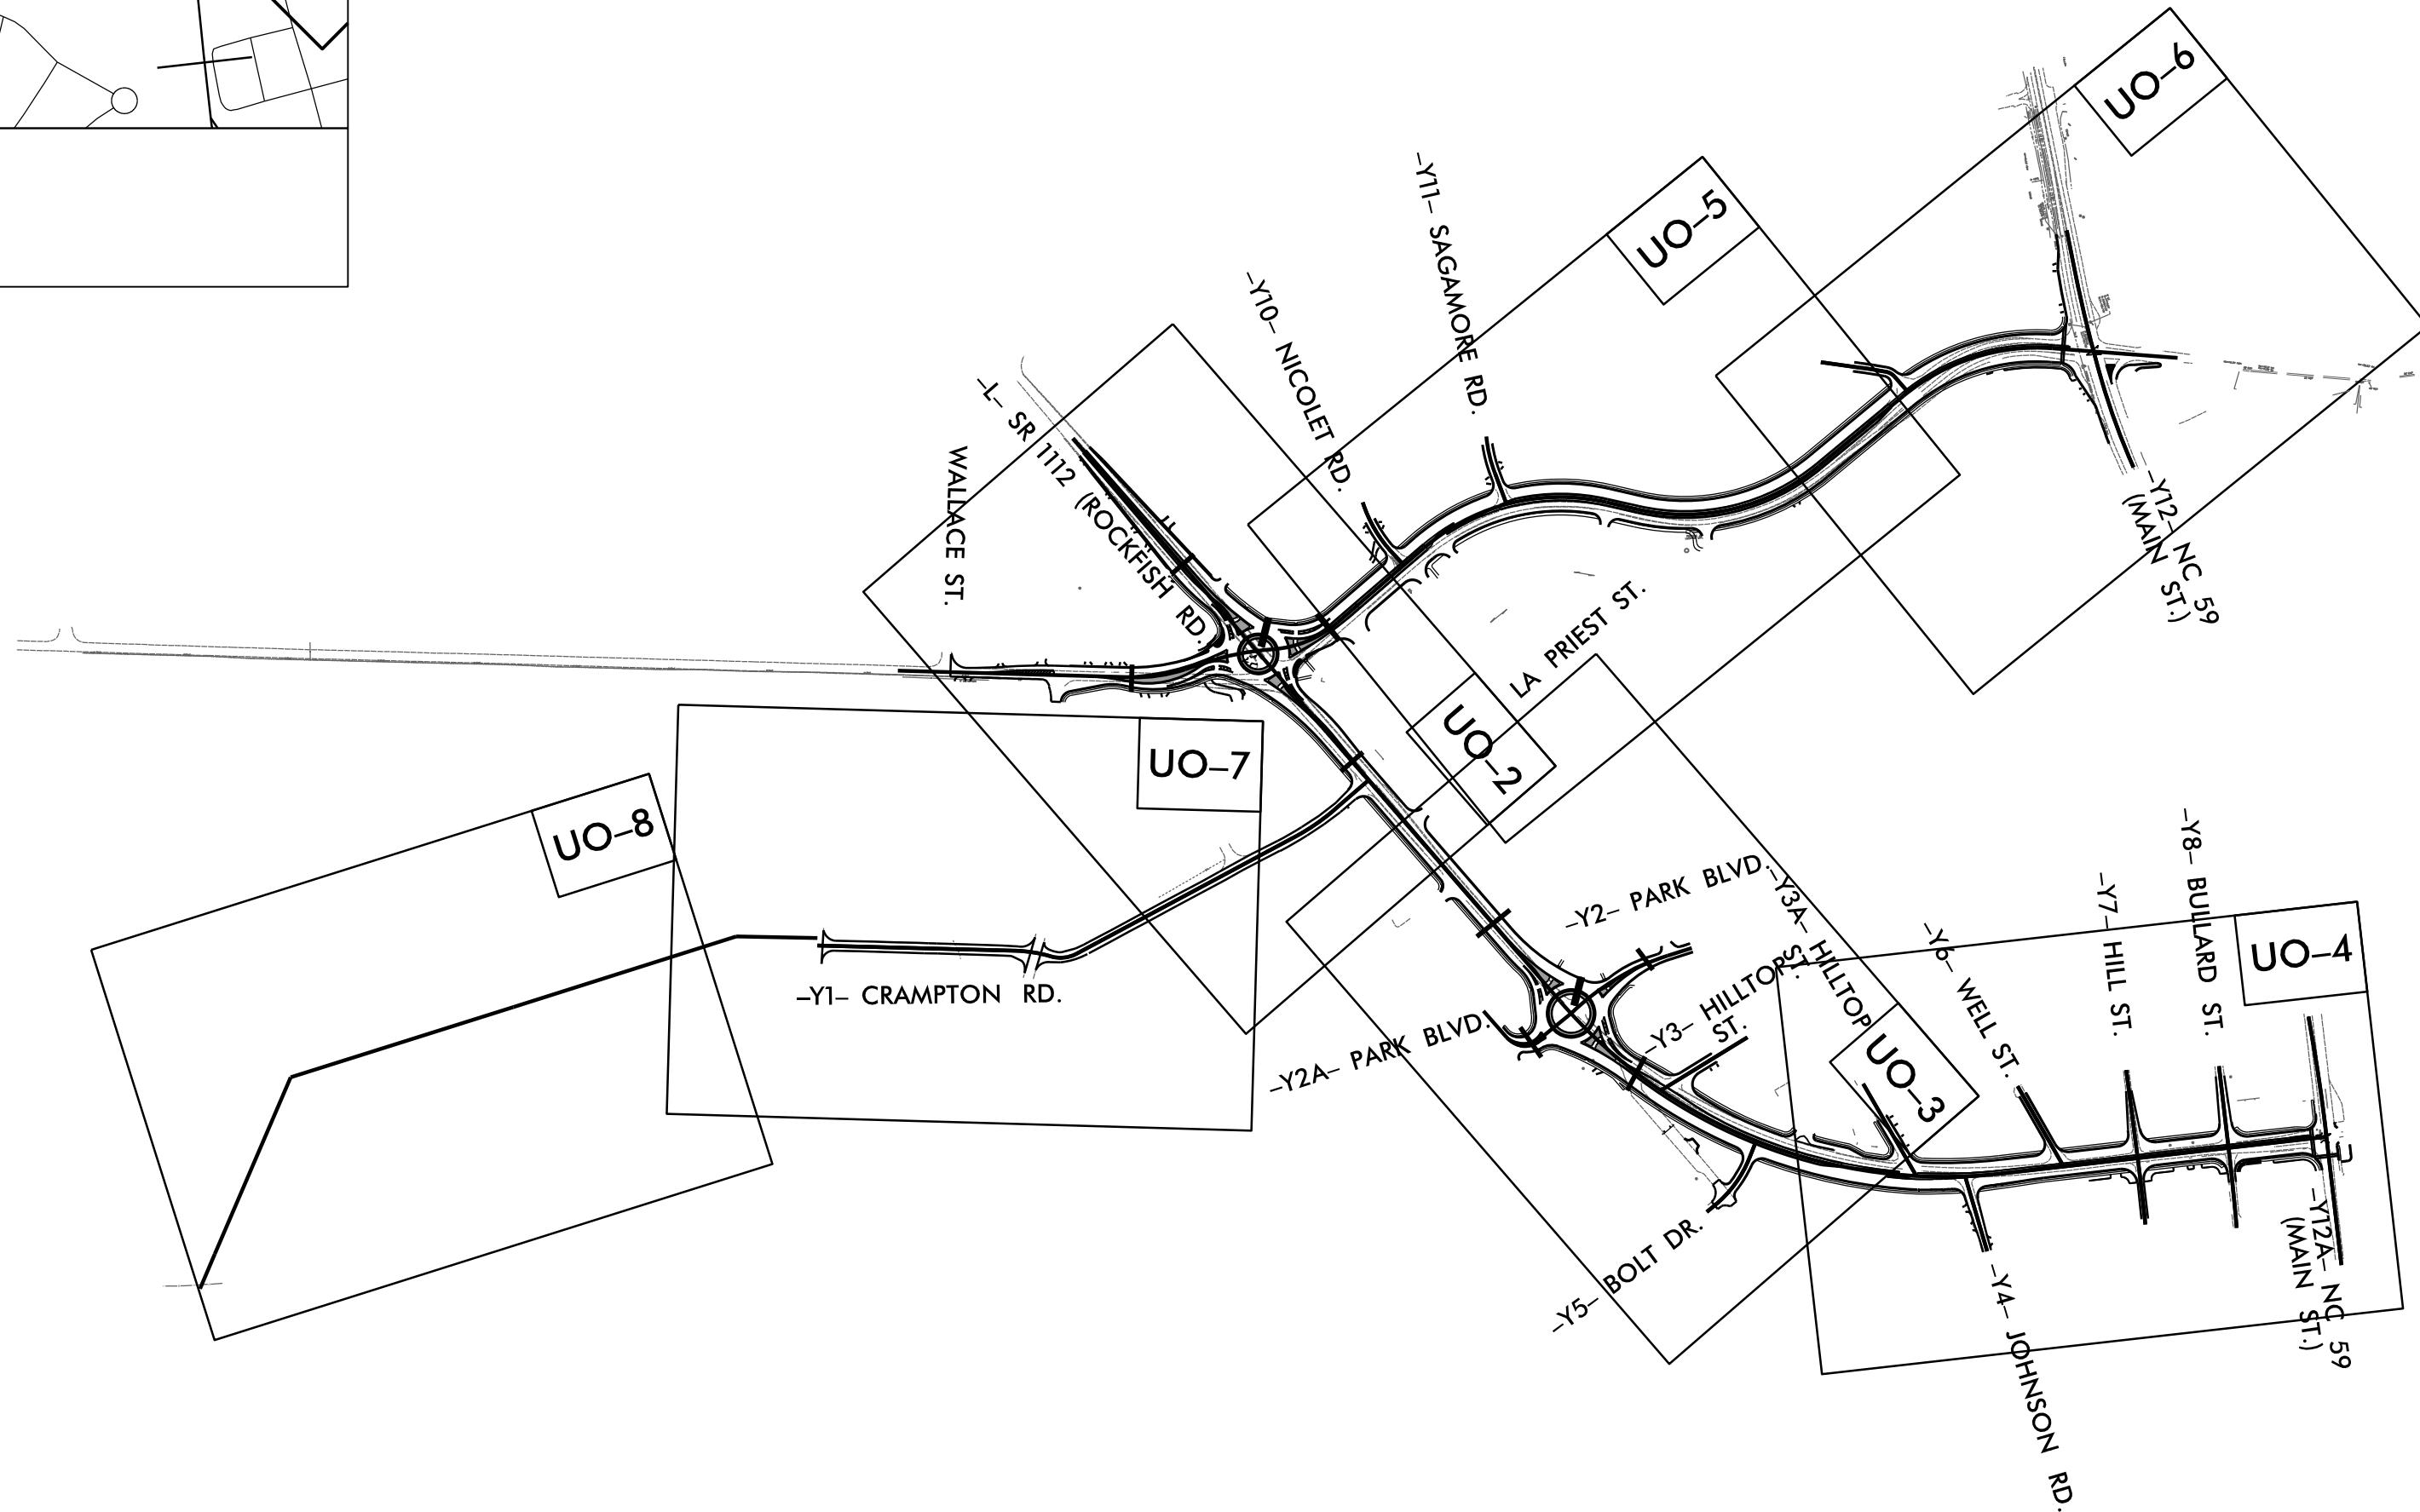 UO-6
UO-5
-Y11- SAGAMORE RD.
-Y10- NICOLET RD.
-L- SR 1112 (ROCKFISH RD.)
WALLACE ST.
-Y12- NC 59
(MAIN ST.)
LA PRIEST ST.
UO-2
UO-7
UO-8
-Y1- CRAMPTON RD.
-Y2- PARK BLVD.
-Y2A- PARK BLVD.
-Y3A- HILLTOP
ST.
-Y3- HILLTOP
ST.
UO-3
-Y6- WELL ST.
-Y7- HILL ST.
-Y8- BULLARD ST.
UO-4
-Y5- BOLT DR.
-Y4- JOHNSON RD.
-Y12A- NC 59
(MAIN ST.)